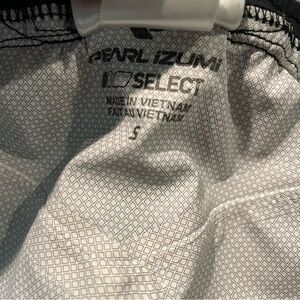 PEARL iZUMi
SELECT
MADE IN VIETNAM
FAIT AU VIETNAM
S